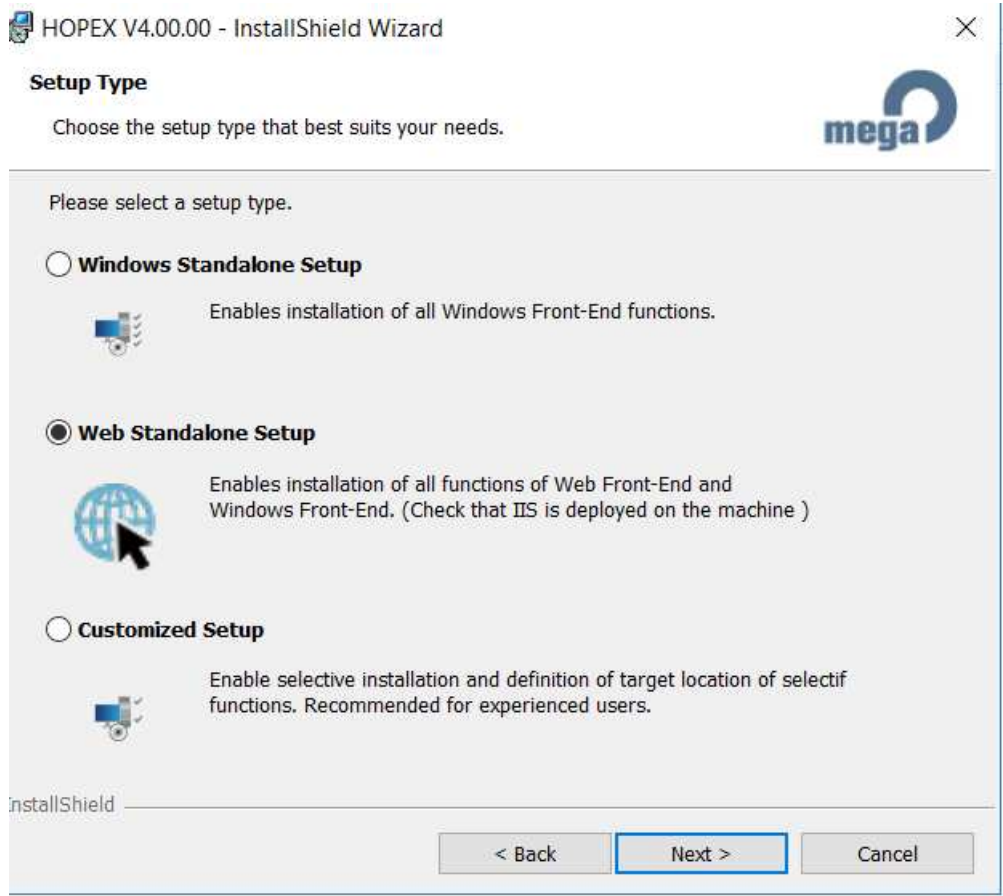 HOPEX V4.00.00 - InstallShield Wizard
Setup Type
Choose the setup type that best suits your needs.
mega
Please select a setup type.
Windows Standalone Setup
Enables installation of all Windows Front-End functions.
Web Standalone Setup
Enables installation of all functions of Web Front-End and
Windows Front-End. (Check that IIS is deployed on the machine )
Customized Setup
Enable selective installation and definition of target location of selectif
functions. Recommended for experienced users.
InstallShield
< Back
Next >
Cancel